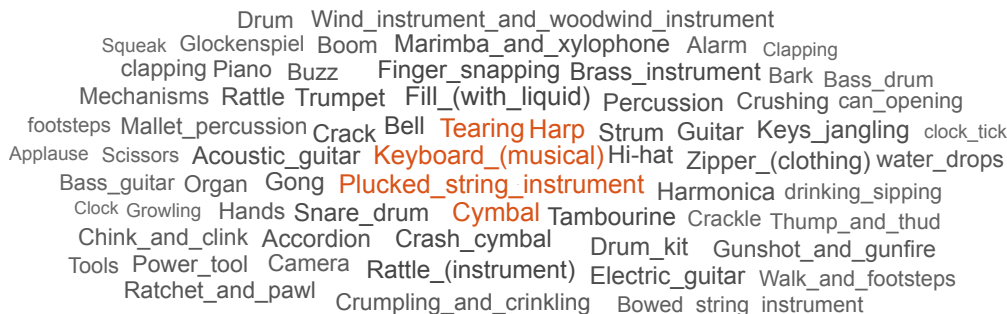 Drum Wind_instrument_and_woodwind_instrument
Squeak Glockenspiel Boom Marimba_and_xylophone Alarm Clapping
clapping Piano Buzz Finger_snapping Brass_instrument Bark Bass_drum
Mechanisms Rattle Trumpet Fill_(with_liquid) Percussion Crushing can_opening
footsteps Mallet_percussion Crack Bell Tearing Harp Strum Guitar Keys_jangling clock_tick
Applause Scissors Acoustic_guitar Keyboard_(musical) Hi-hat Zipper_(clothing) water_drops
Bass_guitar Organ Gong Plucked_string_instrument Harmonica drinking_sipping
Clock Growling Hands Snare_drum Cymbal Tambourine Crackle Thump_and_thud
Chink_and_clink Accordion Crash_cymbal Drum_kit Gunshot_and_gunfire
Tools Power_tool Camera Rattle_(instrument) Electric_guitar Walk_and_footsteps
Ratchet_and_pawl Crumpling_and_crinkling Bowed_string_instrument